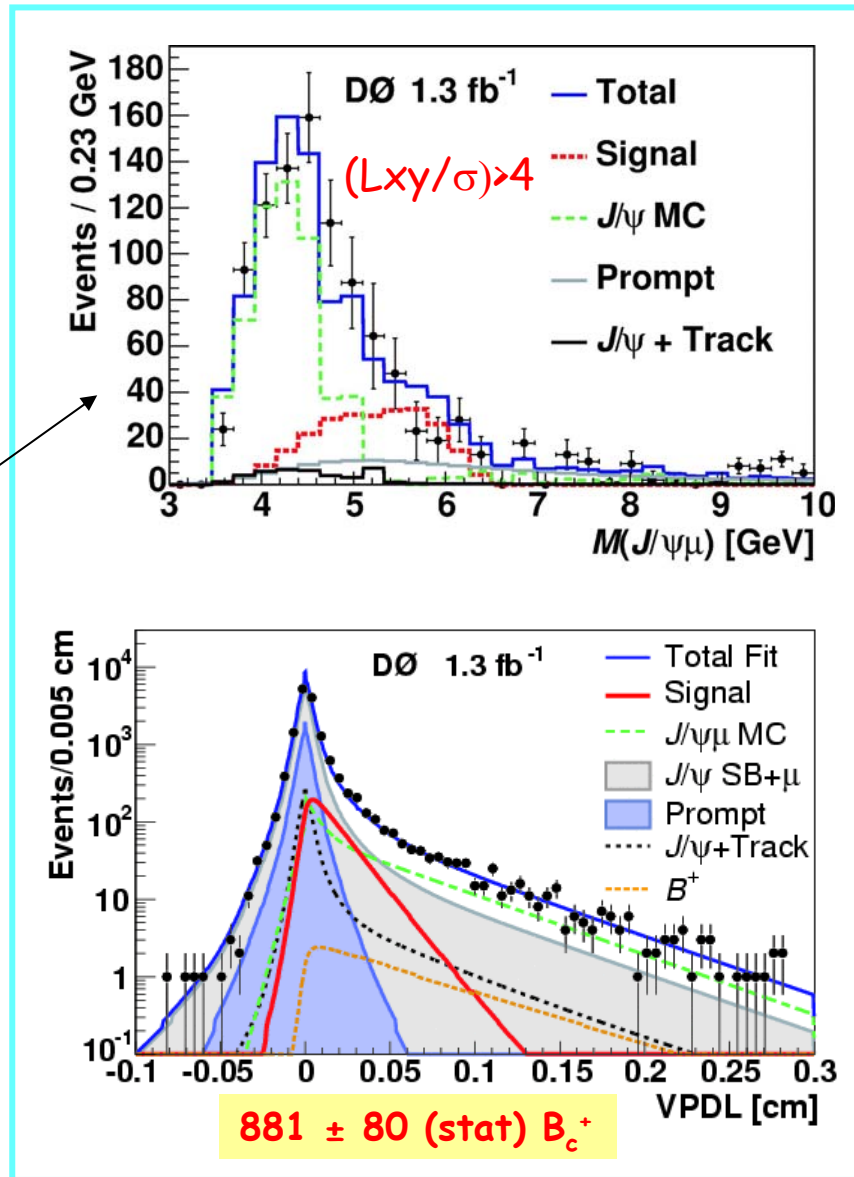 180
160
140
120
100
80
60
40
20
0
Events / 0.23 GeV
DØ 1.3 fb⁻¹
(Lxy/σ)>4
Total
Signal
J/ψ MC
Prompt
J/ψ + Track
3 4 5 6 7 8 9 10
M(J/ψμ) [GeV]
10⁴
10³
10²
10
1
10⁻¹
Events/0.005 cm
DØ 1.3 fb⁻¹
Total Fit
Signal
J/ψμ MC
J/ψ SB+μ
Prompt
J/ψ+Track
B⁺
-0.1 -0.05 0 0.05 0.1 0.15 0.2 0.25 0.3
VPDL [cm]
881 ± 80 (stat) B_c⁺